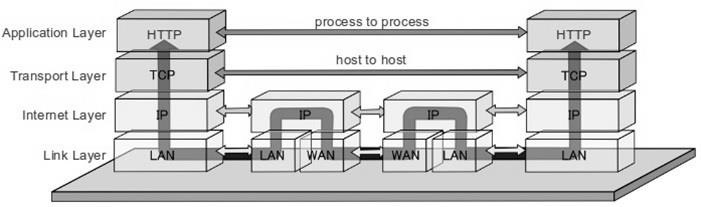 Application Layer HTTP process to process HTTP
Transport Layer TCP host to host TCP
Internet Layer IP IP IP IP
Link Layer LAN LAN WAN WAN LAN LAN